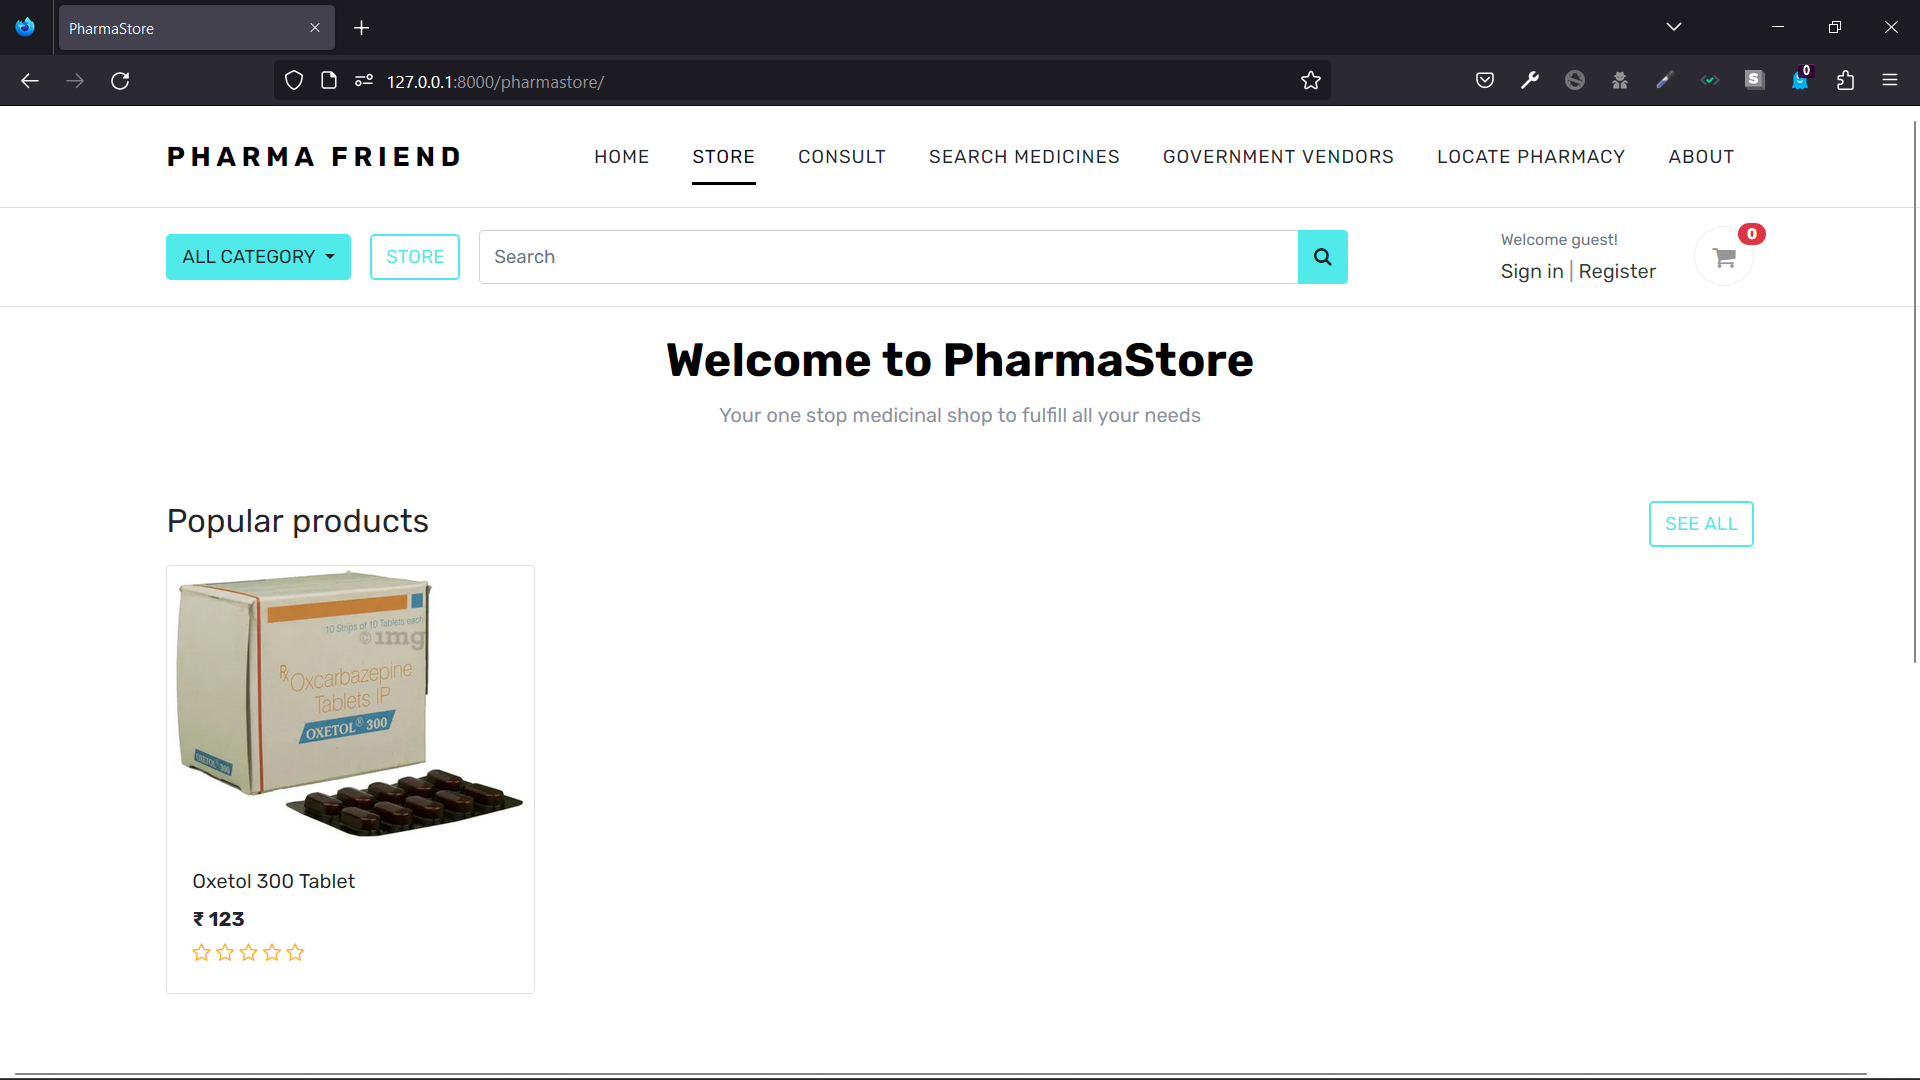 PharmaStore
127.0.0.1:8000/pharmastore/
0
S
PHARMA FRIEND
HOME
STORE
CONSULT
SEARCH MEDICINES
GOVERNMENT VENDORS
LOCATE PHARMACY
ABOUT
ALL CATEGORY
STORE
Search
Welcome guest!
Sign in | Register
0
Welcome to PharmaStore
Your one stop medicinal shop to fulfill all your needs
Popular products
SEE ALL
10 Strips of 10 Tablets each
©1mg
Rx Oxcarbazepine
Tablets IP
OXETOL® 300
OXETOL® 300
Oxetol 300 Tablet
₹ 123